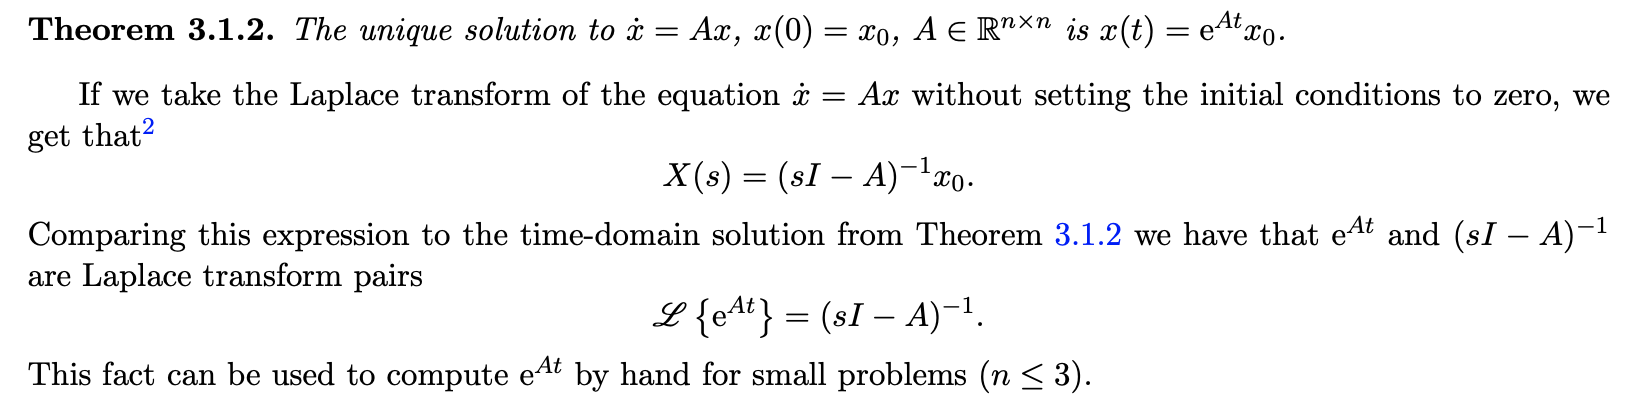 Theorem 3.1.2. The unique solution to ẋ = Ax, x(0) = x₀, A ∈ ℝⁿˣⁿ is x(t) = e^{At}x₀.
If we take the Laplace transform of the equation ẋ = Ax without setting the initial conditions to zero, we
get that²
X(s) = (sI − A)⁻¹x₀.
Comparing this expression to the time-domain solution from Theorem 3.1.2 we have that e^{At} and (sI − A)⁻¹
are Laplace transform pairs
ℒ {e^{At}} = (sI − A)⁻¹.
This fact can be used to compute e^{At} by hand for small problems (n ≤ 3).